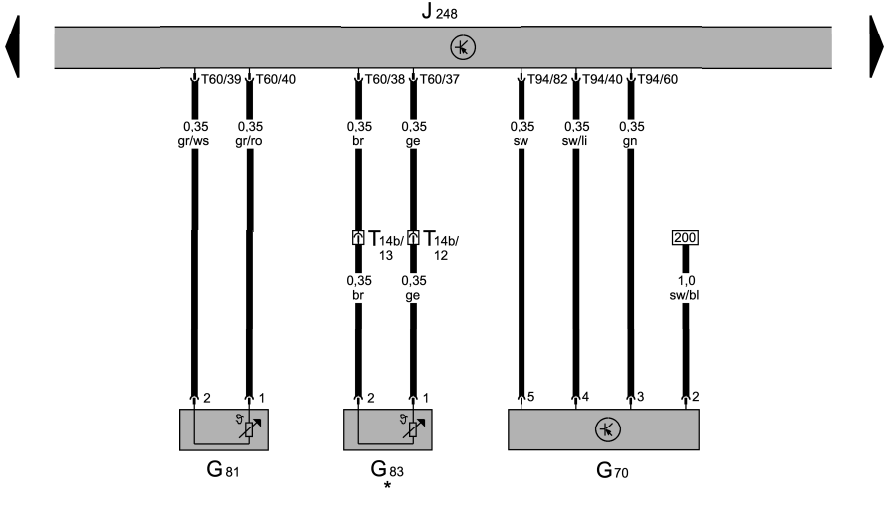 J 248
T60/39 T60/40 T60/38 T60/37 T94/82 T94/40 T94/60
0,35 0,35 0,35 0,35 0,35 0,35 0,35
gr/ws gr/ro br ge sw sw/li gn
T14b/ T14b/ 200
13 12
0,35 0,35 1,0
br ge sw/bl
2 1 2 1 5 4 3 2
ϑ ϑ
G81 G83 G70
*